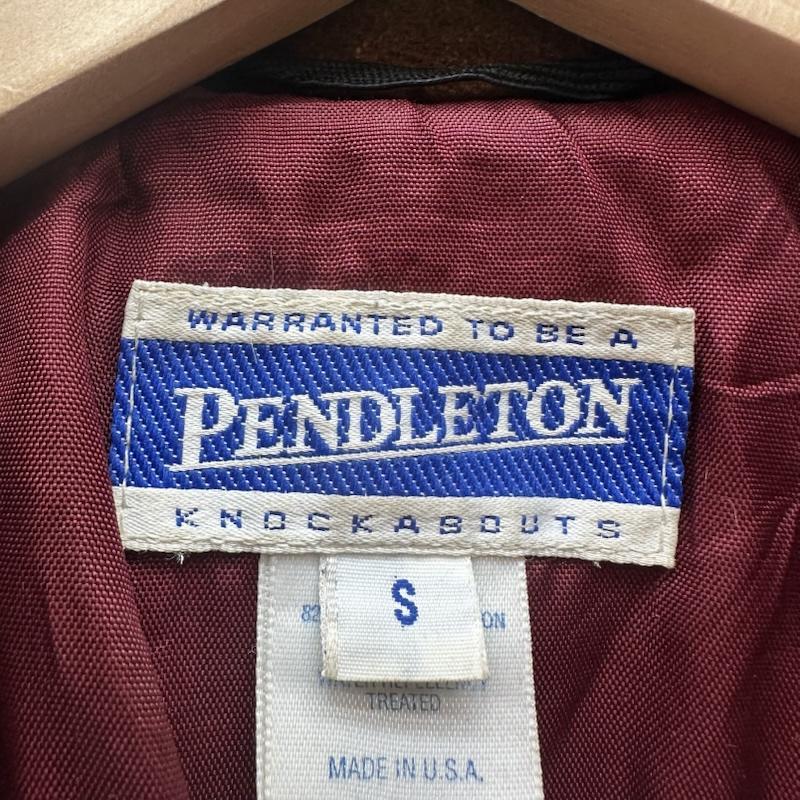 WARRANTED TO BE A
PENDLETON
KNOCKABOUTS
S
TREATED
MADE IN U.S.A.